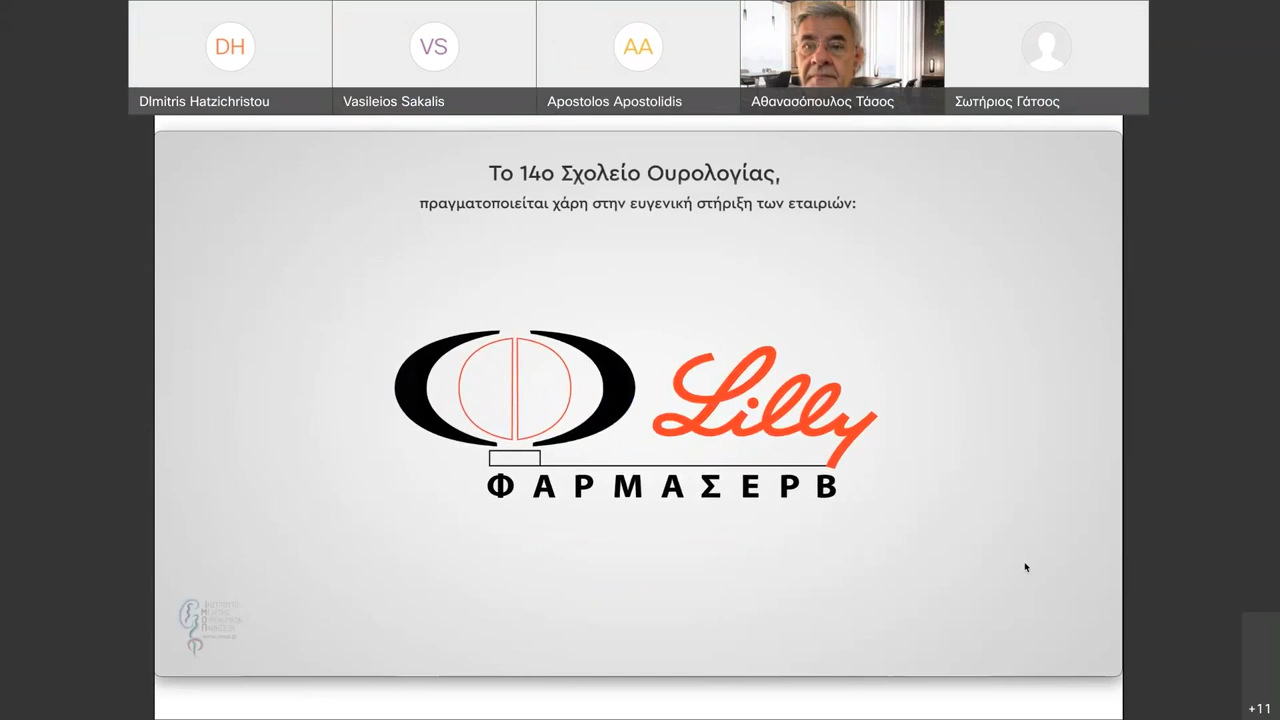 DH
VS
AA
DImitris Hatzichristou
Vasileios Sakalis
Apostolos Apostolidis
Αθανασόπουλος Τάσος
Σωτήριος Γάτσος
Το 14ο Σχολείο Ουρολογίας,
πραγματοποιείται χάρη στην ευγενική στήριξη των εταιριών:
Lilly
ΦΑΡΜΑΣΕΡΒ
+11